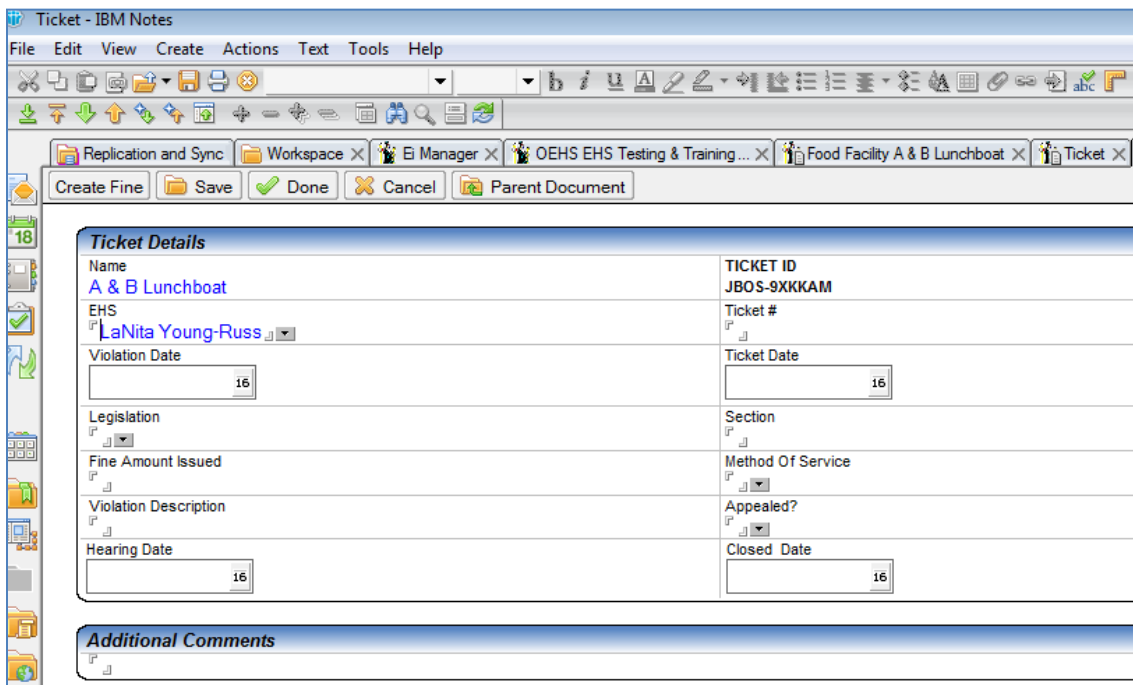 Ticket - IBM Notes
File Edit View Create Actions Text Tools Help
b i U A abc
Replication and Sync Workspace Ei Manager OEHS EHS Testing & Training ... Food Facility A & B Lunchboat Ticket
Create Fine Save Done Cancel Parent Document
18
Ticket Details
Name TICKET ID
A & B Lunchboat JBOS-9XKKAM
EHS Ticket #
LaNita Young-Russ
Violation Date Ticket Date
16 16
Legislation Section
Fine Amount Issued Method Of Service
Violation Description Appealed?
Hearing Date Closed Date
16 16
Additional Comments